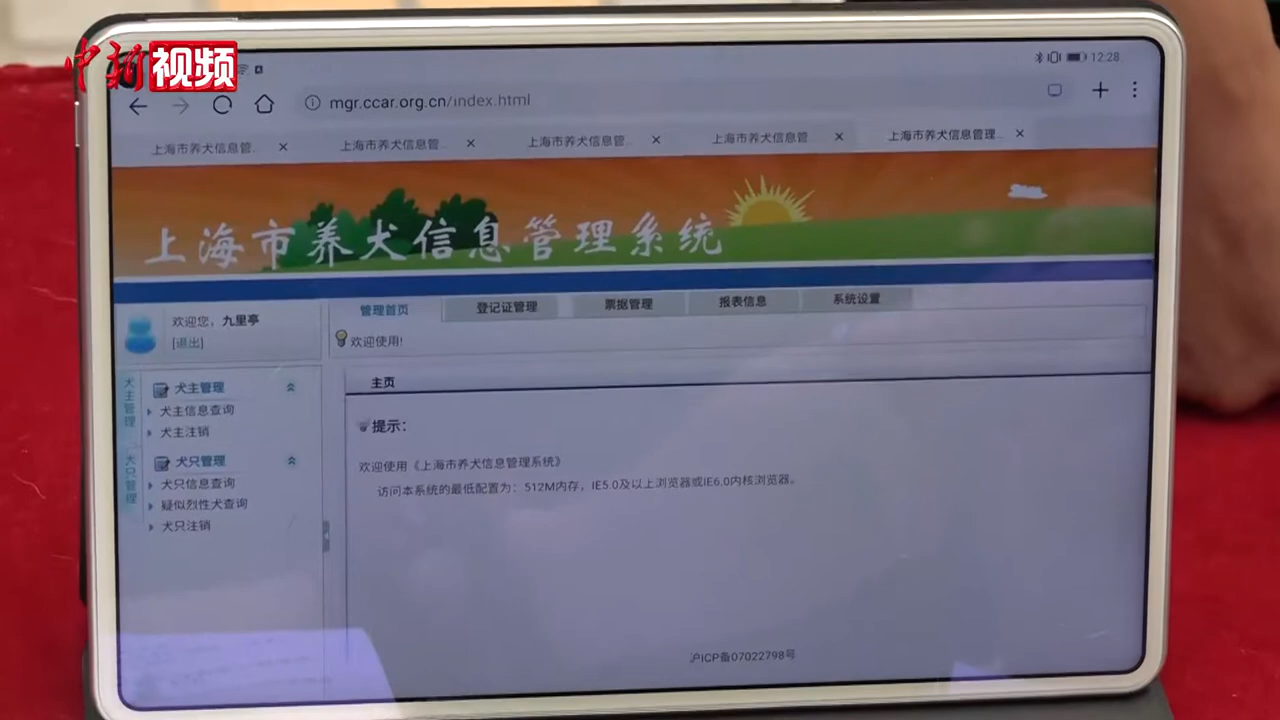 中新视频
12:28
mgr.ccar.org.cn/index.html
上海市养犬信息管...
上海市养犬信息管...
上海市养犬信息管...
上海市养犬信息管
上海市养犬信息管理...
上海市养犬信息管理系统
欢迎您，九里亭
[退出]
管理首页
登记证管理
票据管理
报表信息
系统设置
欢迎使用!
犬主管理
犬主管理
犬主信息查询
犬主注销
犬只管理
犬只管理
犬只信息查询
疑似烈性犬查询
犬只注销
主页
提示：
欢迎使用《上海市养犬信息管理系统》
访问本系统的最低配置为：512M内存，IE5.0及以上浏览器或IE6.0内核浏览器。
沪ICP备07022798号